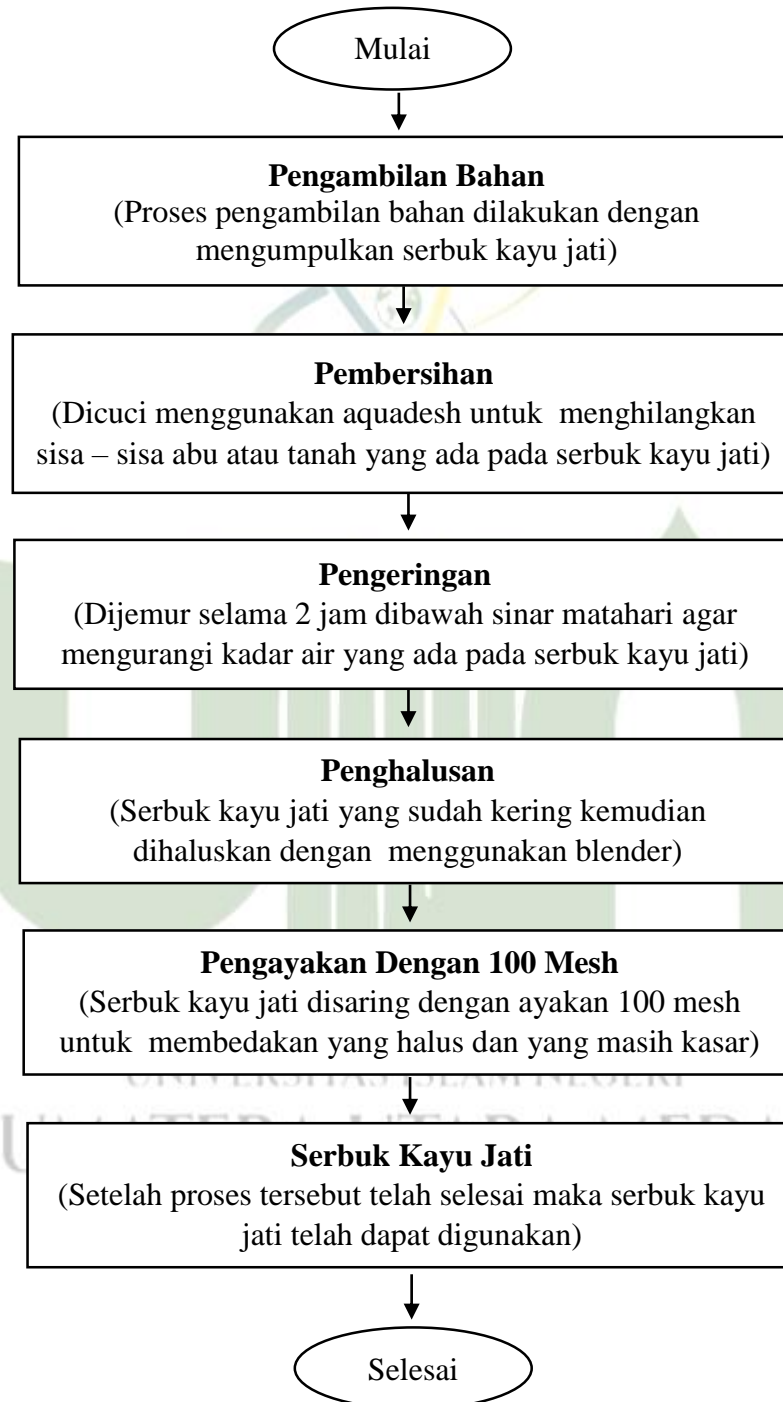 Mulai
Pengambilan Bahan
(Proses pengambilan bahan dilakukan dengan
mengumpulkan serbuk kayu jati)
Pembersihan
(Dicuci menggunakan aquadesh untuk menghilangkan
sisa – sisa abu atau tanah yang ada pada serbuk kayu jati)
Pengeringan
(Dijemur selama 2 jam dibawah sinar matahari agar
mengurangi kadar air yang ada pada serbuk kayu jati)
Penghalusan
(Serbuk kayu jati yang sudah kering kemudian
dihaluskan dengan menggunakan blender)
Pengayakan Dengan 100 Mesh
(Serbuk kayu jati disaring dengan ayakan 100 mesh
untuk membedakan yang halus dan yang masih kasar)
UNIVERSITAS ISLAM NEGERI
Serbuk Kayu Jati
(Setelah proses tersebut telah selesai maka serbuk kayu
jati telah dapat digunakan)
Selesai